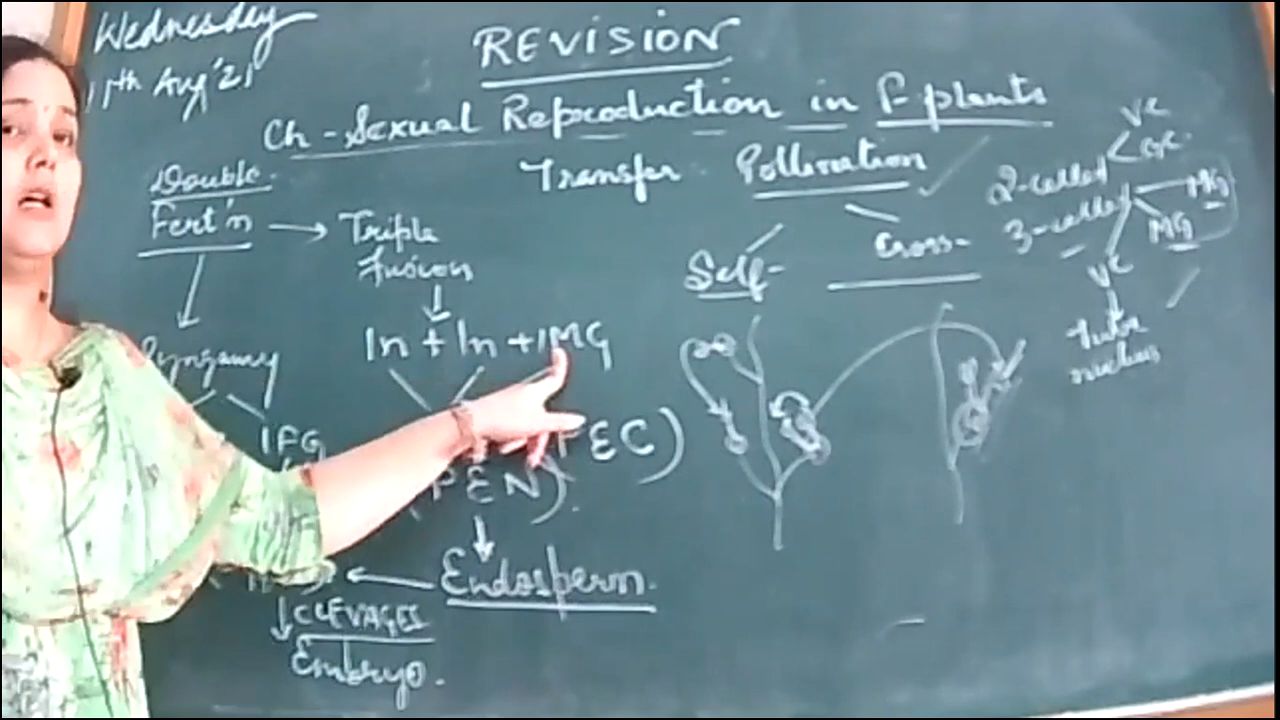 Wednesday
11th Aug'21
REVISION
Ch - Sexual Reproduction in F-plants
Transfer Pollination
Double
Fert'n
Triple
fusion
Syngamy
1n + 1n + 1MG
1FG
PEC)
(PEN)
Endosperm.
CLEVAGES
Embryo.
Self-
Cross-
2-celled
VC
GC
3-celled
MG
MG
VC
nucleus